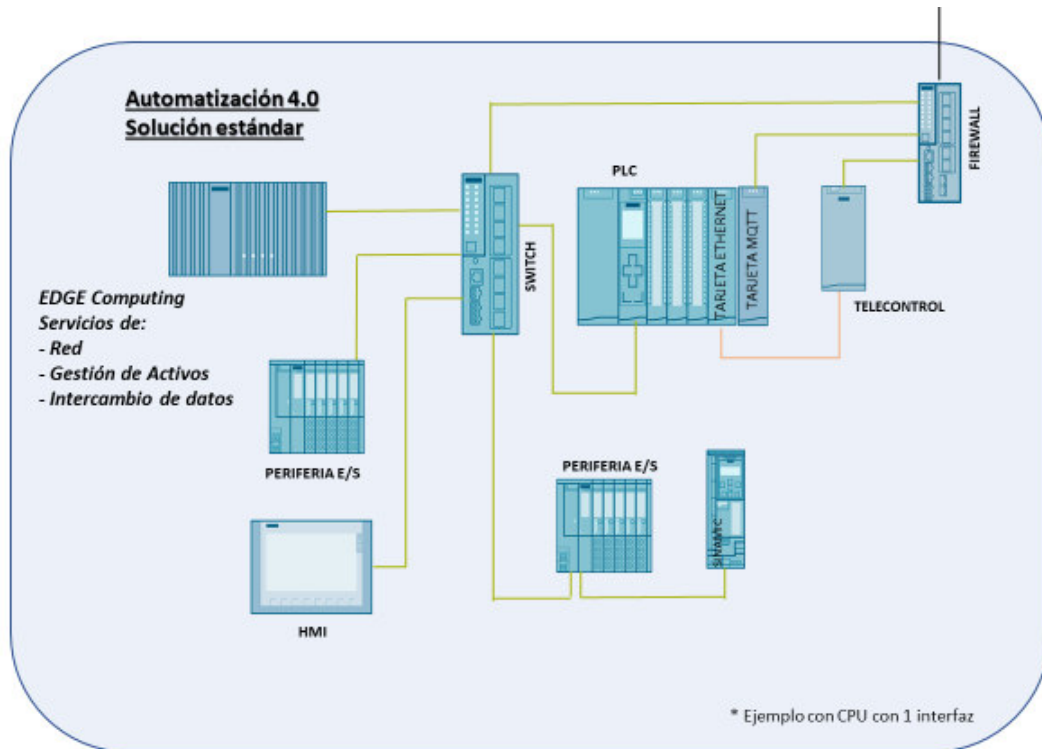 Automatización 4.0
Solución estándar
FIREWALL
PLC
TARJETA ETHERNET
TARJETA MQTT
SWITCH
TELECONTROL
EDGE Computing
Servicios de:
- Red
- Gestión de Activos
- Intercambio de datos
PERIFERIA E/S
PERIFERIA E/S
SINAMIC
HMI
* Ejemplo con CPU con 1 interfaz